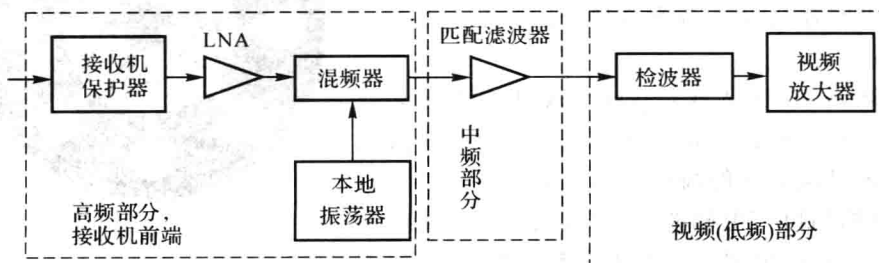 接收机
保护器
LNA
混频器
本地
振荡器
高频部分,
接收机前端
匹配滤波器
中
频
部
分
检波器
视频
放大器
视频(低频)部分